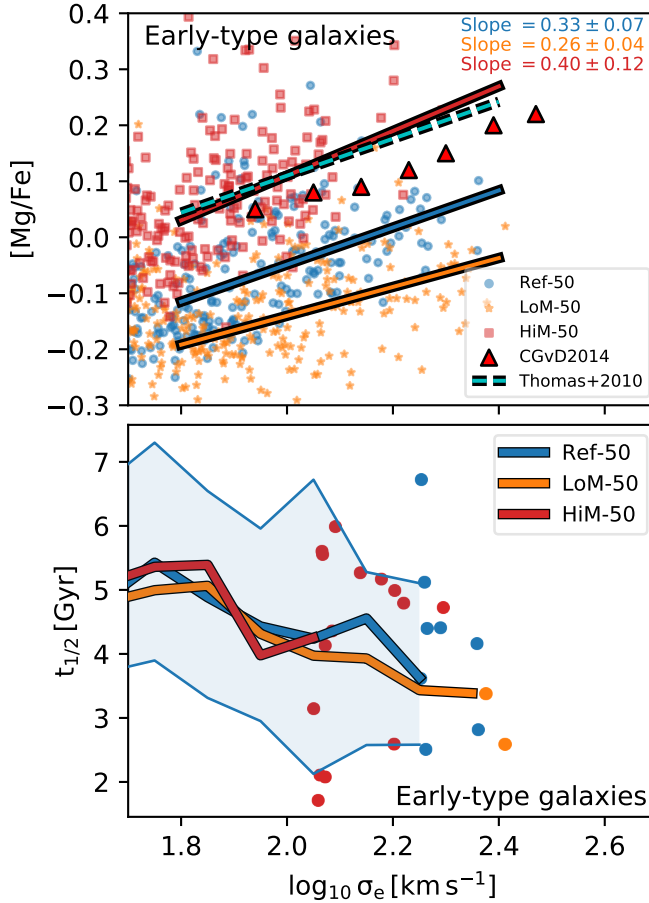 Early-type galaxies
Slope = 0.33 ± 0.07
Slope = 0.26 ± 0.04
Slope = 0.40 ± 0.12
0.4
0.3
0.2
0.1
0.0
−0.1
−0.2
−0.3
[Mg/Fe]
Ref-50
LoM-50
HiM-50
CGvD2014
Thomas+2010
7
6
5
4
3
2
t1/2 [Gyr]
Ref-50
LoM-50
HiM-50
Early-type galaxies
1.8
2.0
2.2
2.4
2.6
log10 σe [km s−1]